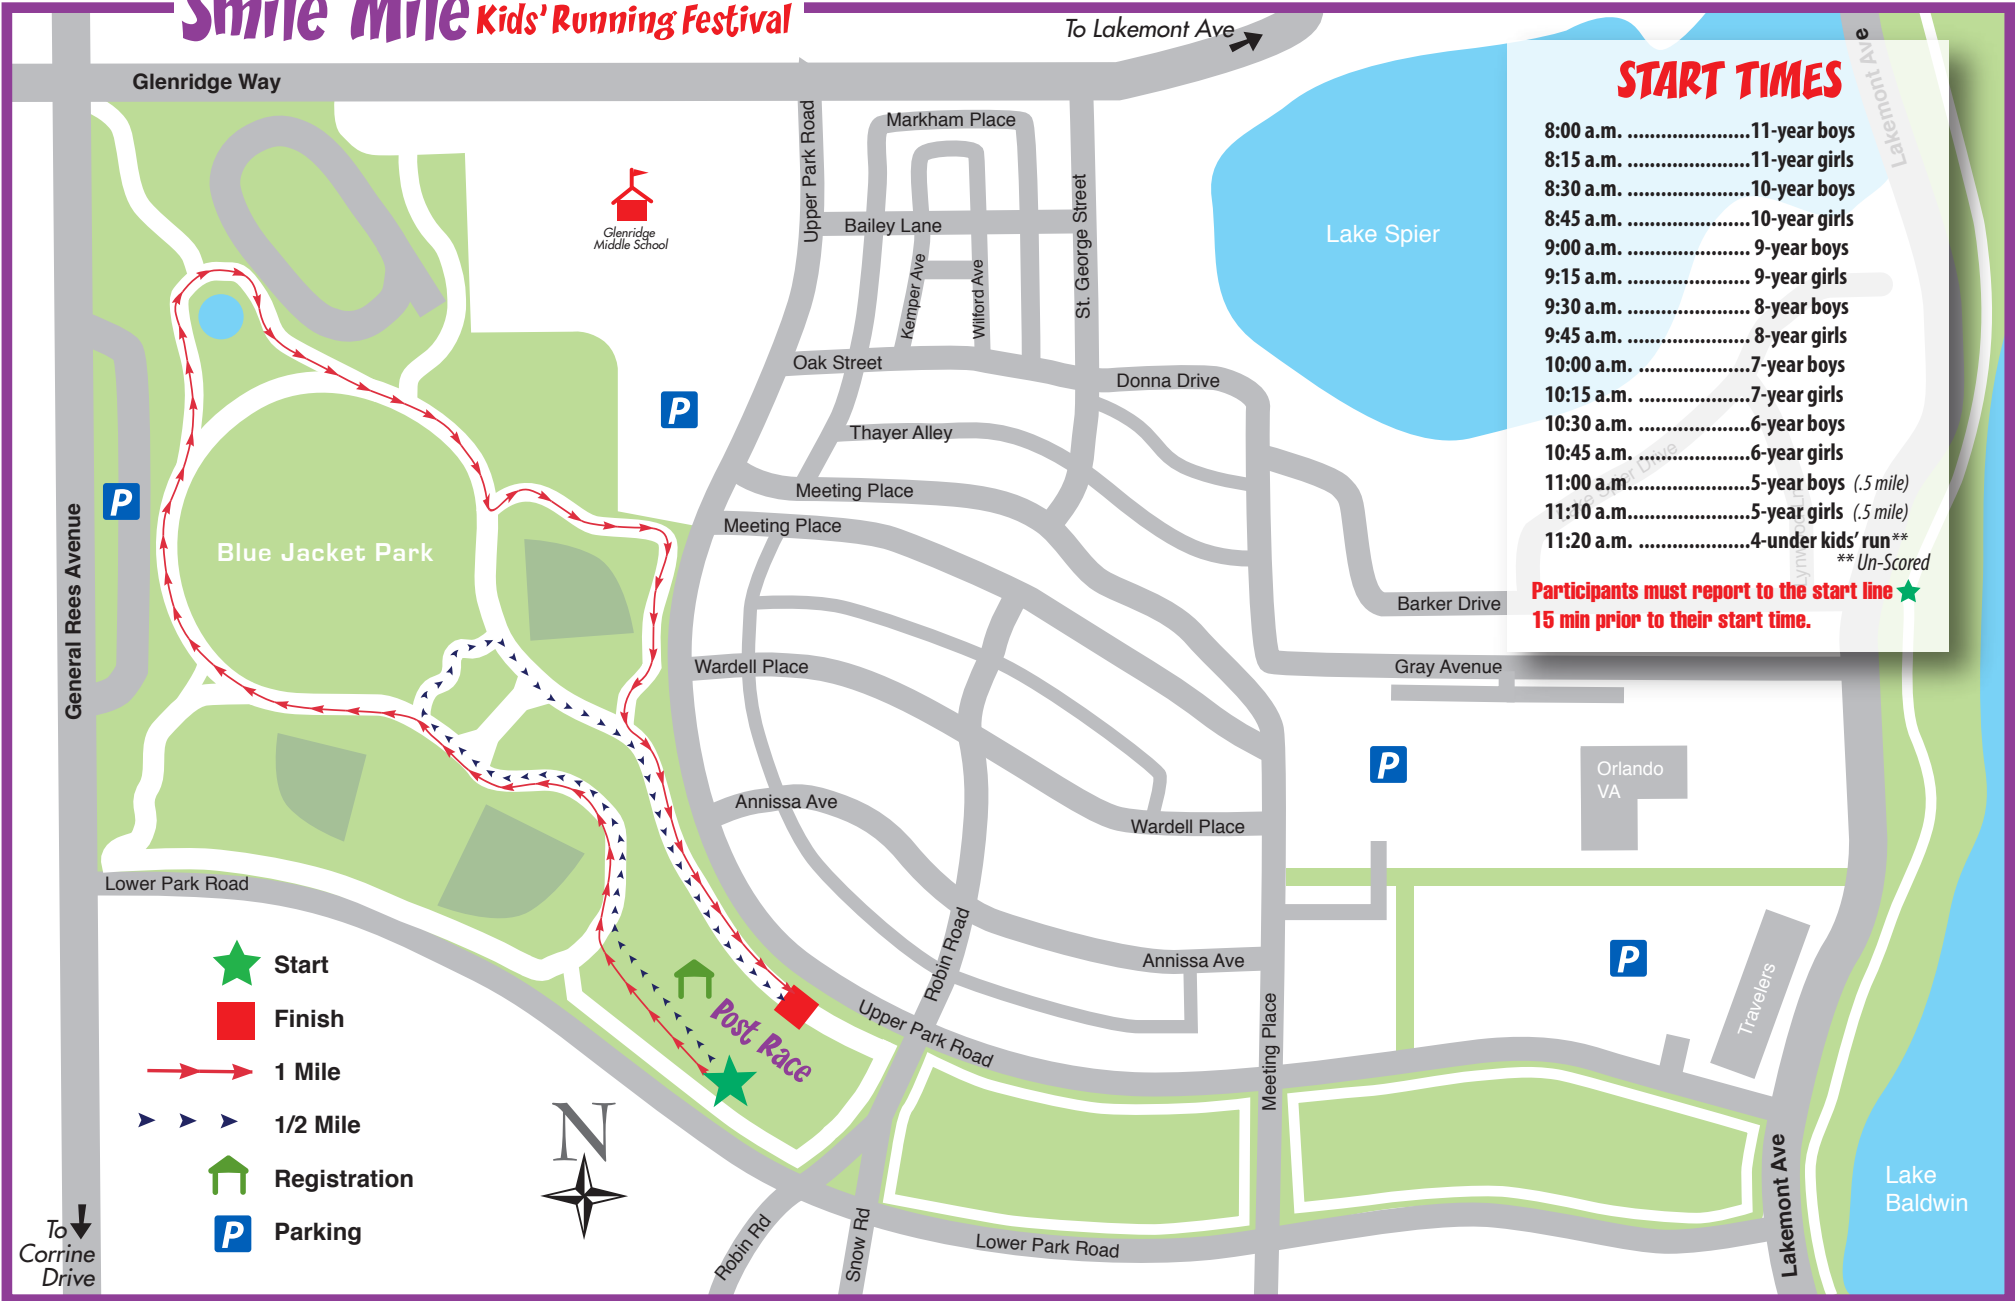 Smile Mile Kids' Running Festival
To Lakemont Ave
Glenridge Way
Lakemont Ave
Lakemont Ave
START TIMES
8:00 a.m. ......................11-year boys
8:15 a.m. ......................11-year girls
8:30 a.m. ......................10-year boys
8:45 a.m. ......................10-year girls
9:00 a.m. ...................... 9-year boys
9:15 a.m. ...................... 9-year girls
9:30 a.m. ...................... 8-year boys
9:45 a.m. ...................... 8-year girls
10:00 a.m. ....................7-year boys
10:15 a.m. ....................7-year girls
10:30 a.m. ....................6-year boys
10:45 a.m. ....................6-year girls
11:00 a.m......................5-year boys (.5 mile)
11:10 a.m......................5-year girls (.5 mile)
11:20 a.m. ....................4-under kids' run**
** Un-Scored
Participants must report to the start line
15 min prior to their start time.
Lake Spier Drive
Upper Park Road
Markham Place
Bailey Lane
Kemper Ave
Wilford Ave
St. George Street
Glenridge
Middle School
Lake Spier
Oak Street
Donna Drive
P
Thayer Alley
Meeting Place
Meeting Place
P
Blue Jacket Park
General Rees Avenue
Barker Drive
Wardell Place
Gray Avenue
P
Orlando
VA
Annissa Ave
Wardell Place
Lower Park Road
Robin Road
Annissa Ave
P
Travelers
Post Race
Upper Park Road
Meeting Place
Start
Finish
1 Mile
1/2 Mile
Registration
P Parking
N
To
Corrine
Drive
Robin Rd
Snow Rd
Lower Park Road
Lakemont Ave
Lake
Baldwin